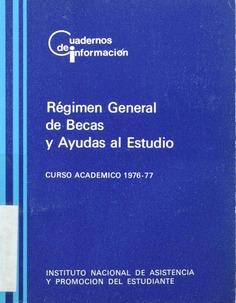 Cuadernos
de información
Régimen General
de Becas
y Ayudas al Estudio
CURSO ACADEMICO 1976-77
INSTITUTO NACIONAL DE ASISTENCIA
Y PROMOCION DEL ESTUDIANTE